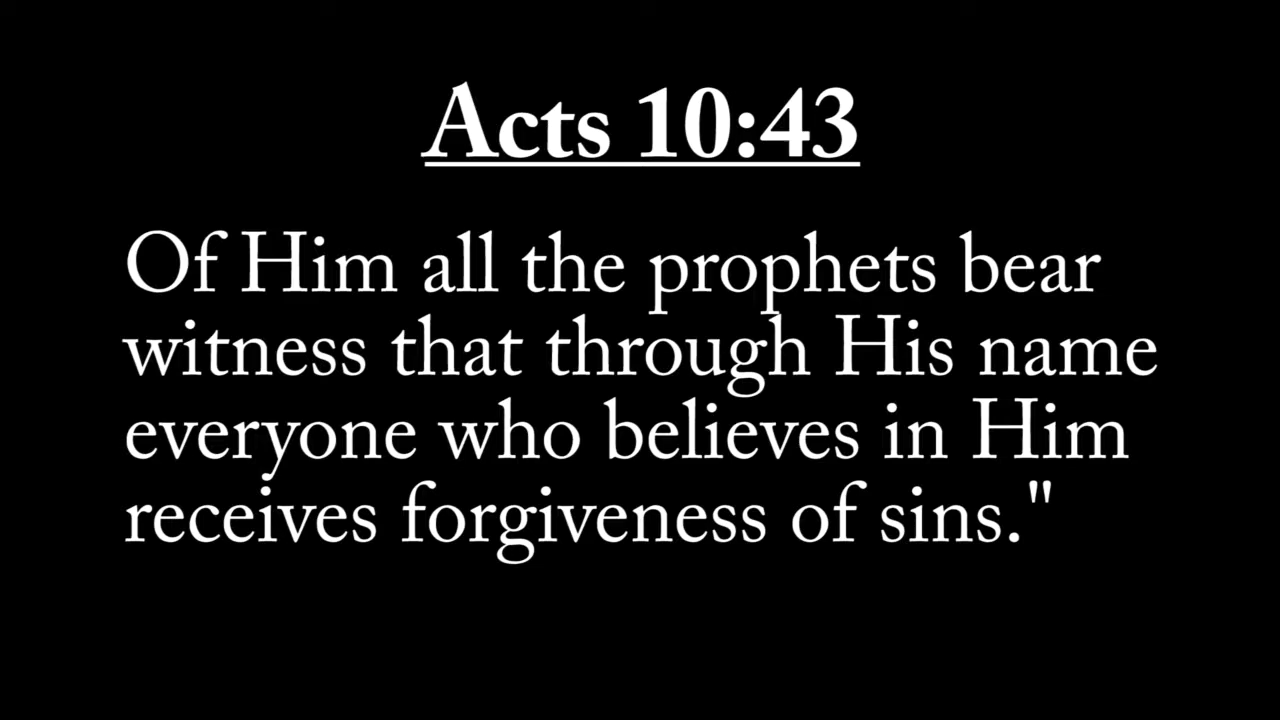 Acts 10:43
Of Him all the prophets bear
witness that through His name
everyone who believes in Him
receives forgiveness of sins."